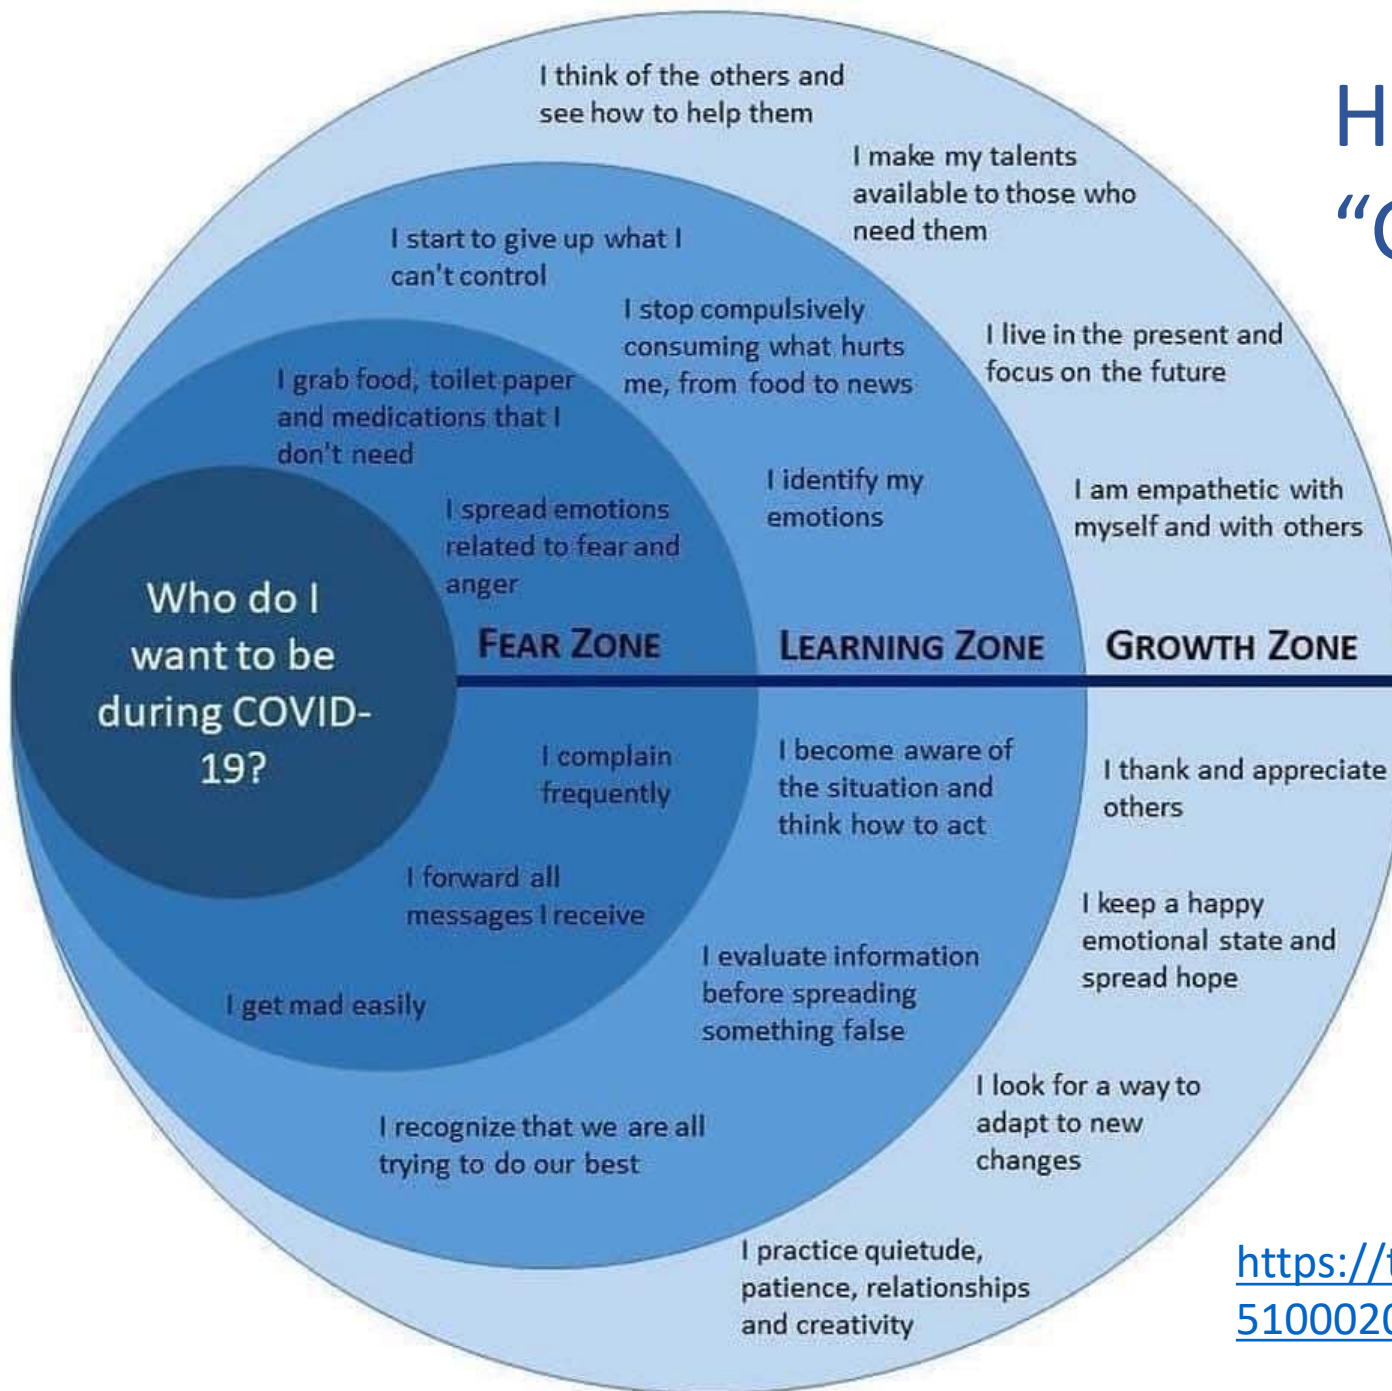 I think of the others and
see how to help them
I make my talents
available to those who
need them
I start to give up what I
can't control
I stop compulsively
consuming what hurts
me, from food to news
I live in the present and
focus on the future
I grab food, toilet paper
and medications that I
don't need
I identify my
emotions
I am empathetic with
myself and with others
I spread emotions
related to fear and
anger
Who do I
want to be
during COVID-
19?
FEAR ZONE
LEARNING ZONE
GROWTH ZONE
I complain
frequently
I become aware of
the situation and
think how to act
I thank and appreciate
others
I forward all
messages I receive
I keep a happy
emotional state and
spread hope
I evaluate information
before spreading
something false
I get mad easily
I look for a way to
adapt to new
changes
I recognize that we are all
trying to do our best
I practice quietude,
patience, relationships
and creativity
H
“
https://t
510002